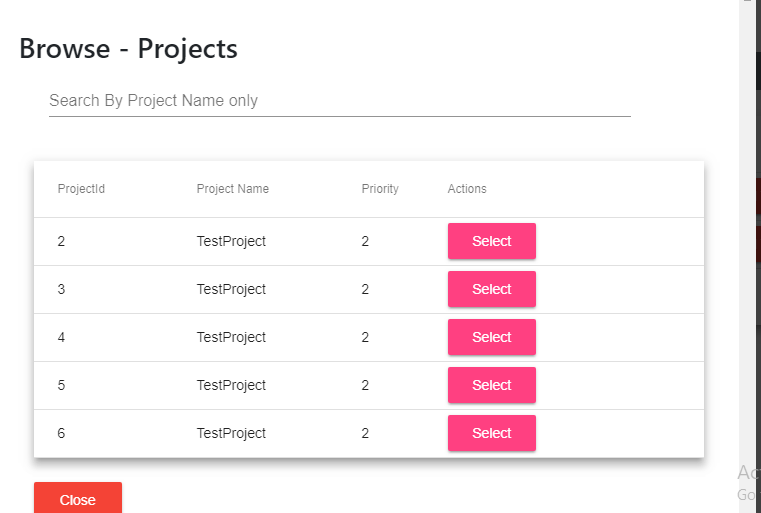 Browse - Projects
Search By Project Name only
ProjectId Project Name Priority Actions
2 TestProject 2 Select
3 TestProject 2 Select
4 TestProject 2 Select
5 TestProject 2 Select
6 TestProject 2 Select
Close
Go